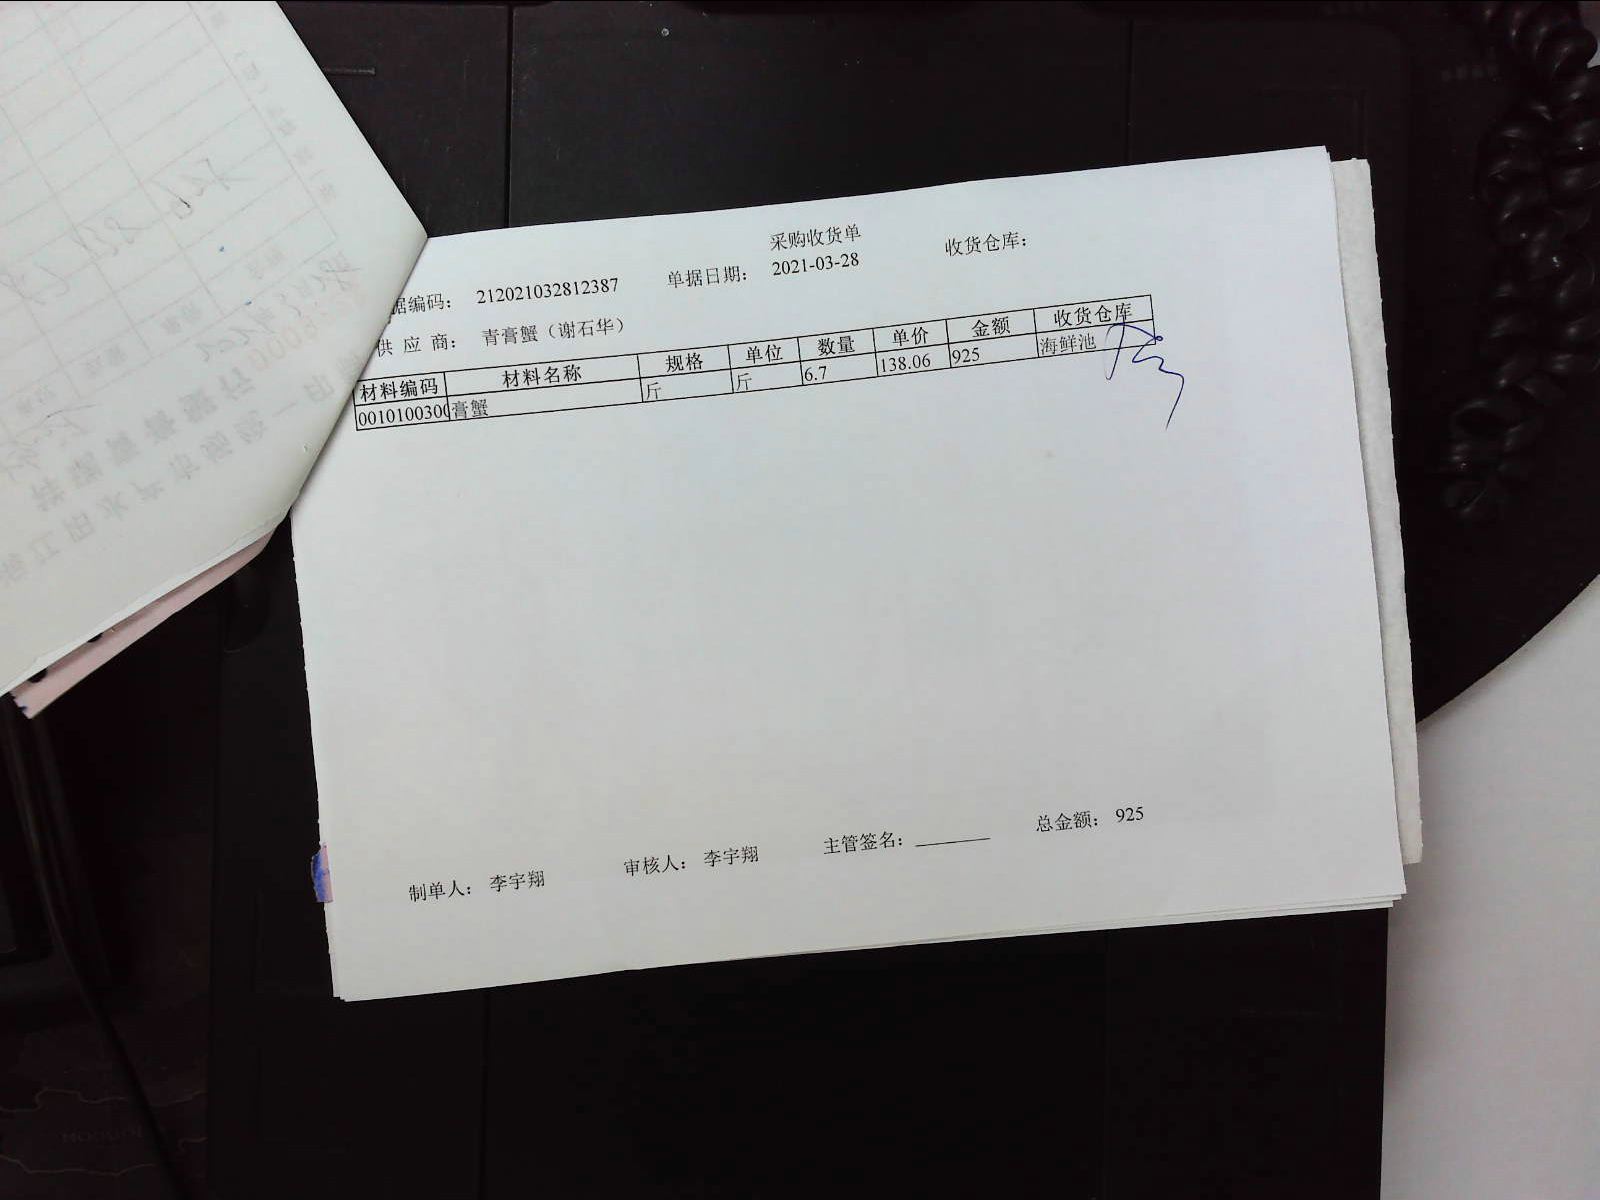 采购收货单
据编码： 212021032812387 单据日期： 2021-03-28 收货仓库：
供 应 商： 青膏蟹（谢石华）
材料编码 材料名称 规格 单位 数量 单价 金额 收货仓库
0010100300 膏蟹 斤 斤 6.7 138.06 925 海鲜池
制单人： 李宇翔 审核人： 李宇翔 主管签名： 总金额： 925